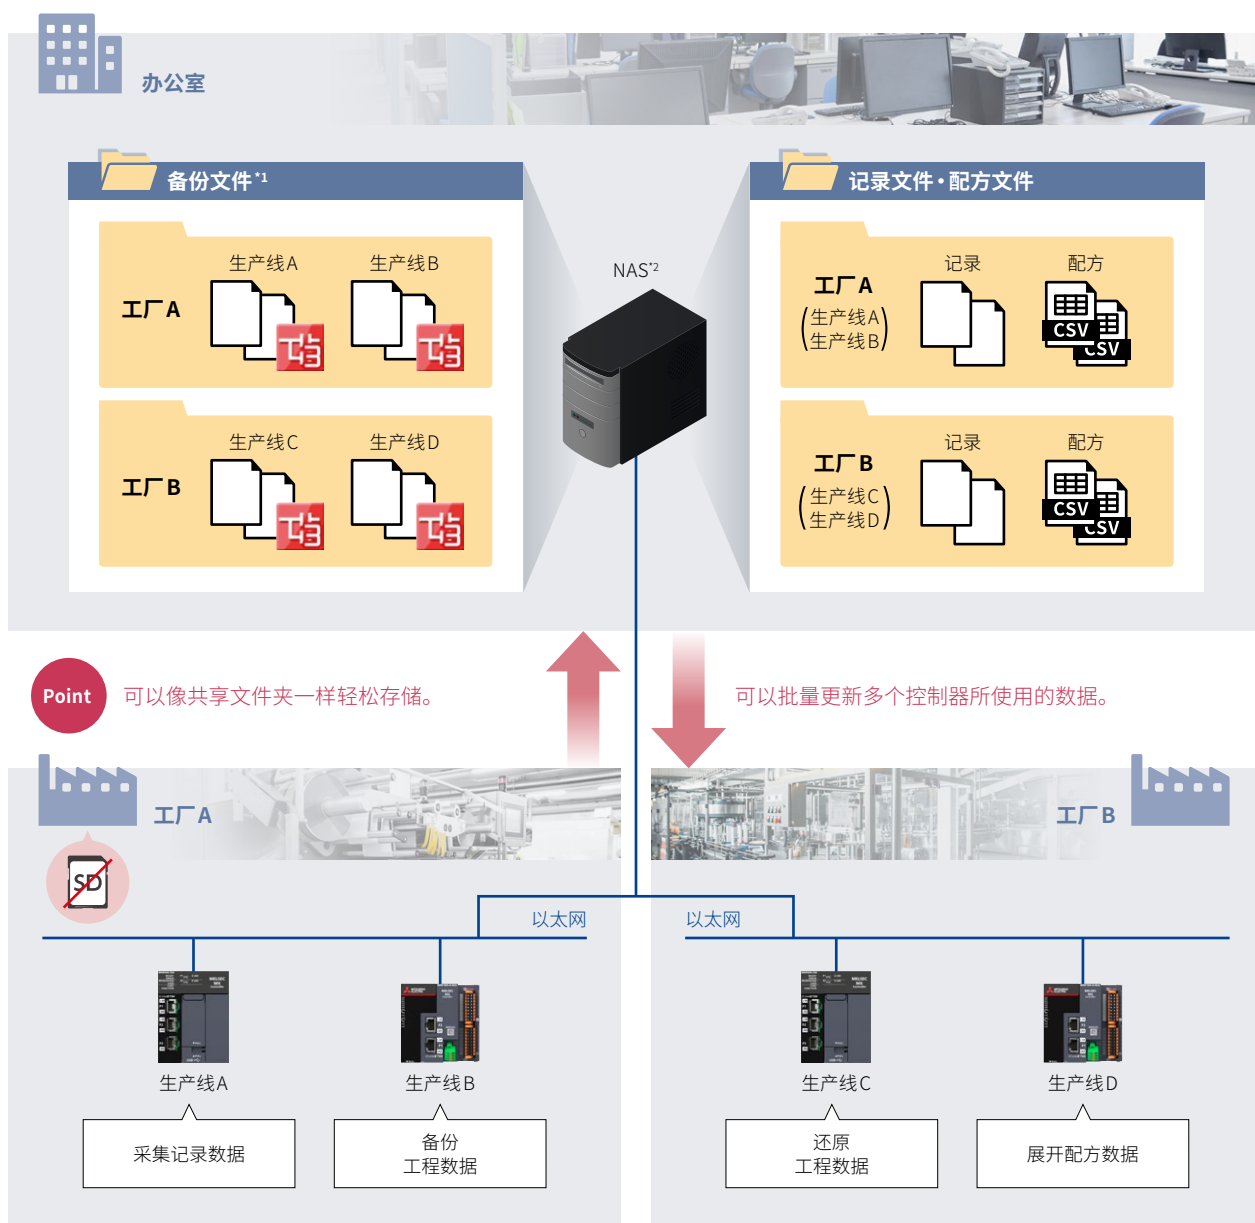 办公室
备份文件*1
工厂A
生产线A
生产线B
工厂B
生产线C
生产线D
NAS*2
记录文件・配方文件
工厂A
(生产线A
生产线B)
记录
配方
CSV
CSV
工厂B
(生产线C
生产线D)
记录
配方
CSV
CSV
Point
可以像共享文件夹一样轻松存储。
可以批量更新多个控制器所使用的数据。
工厂A
工厂B
SD
以太网
以太网
生产线A
生产线B
生产线C
生产线D
采集记录数据
备份
工程数据
还原
工程数据
展开配方数据